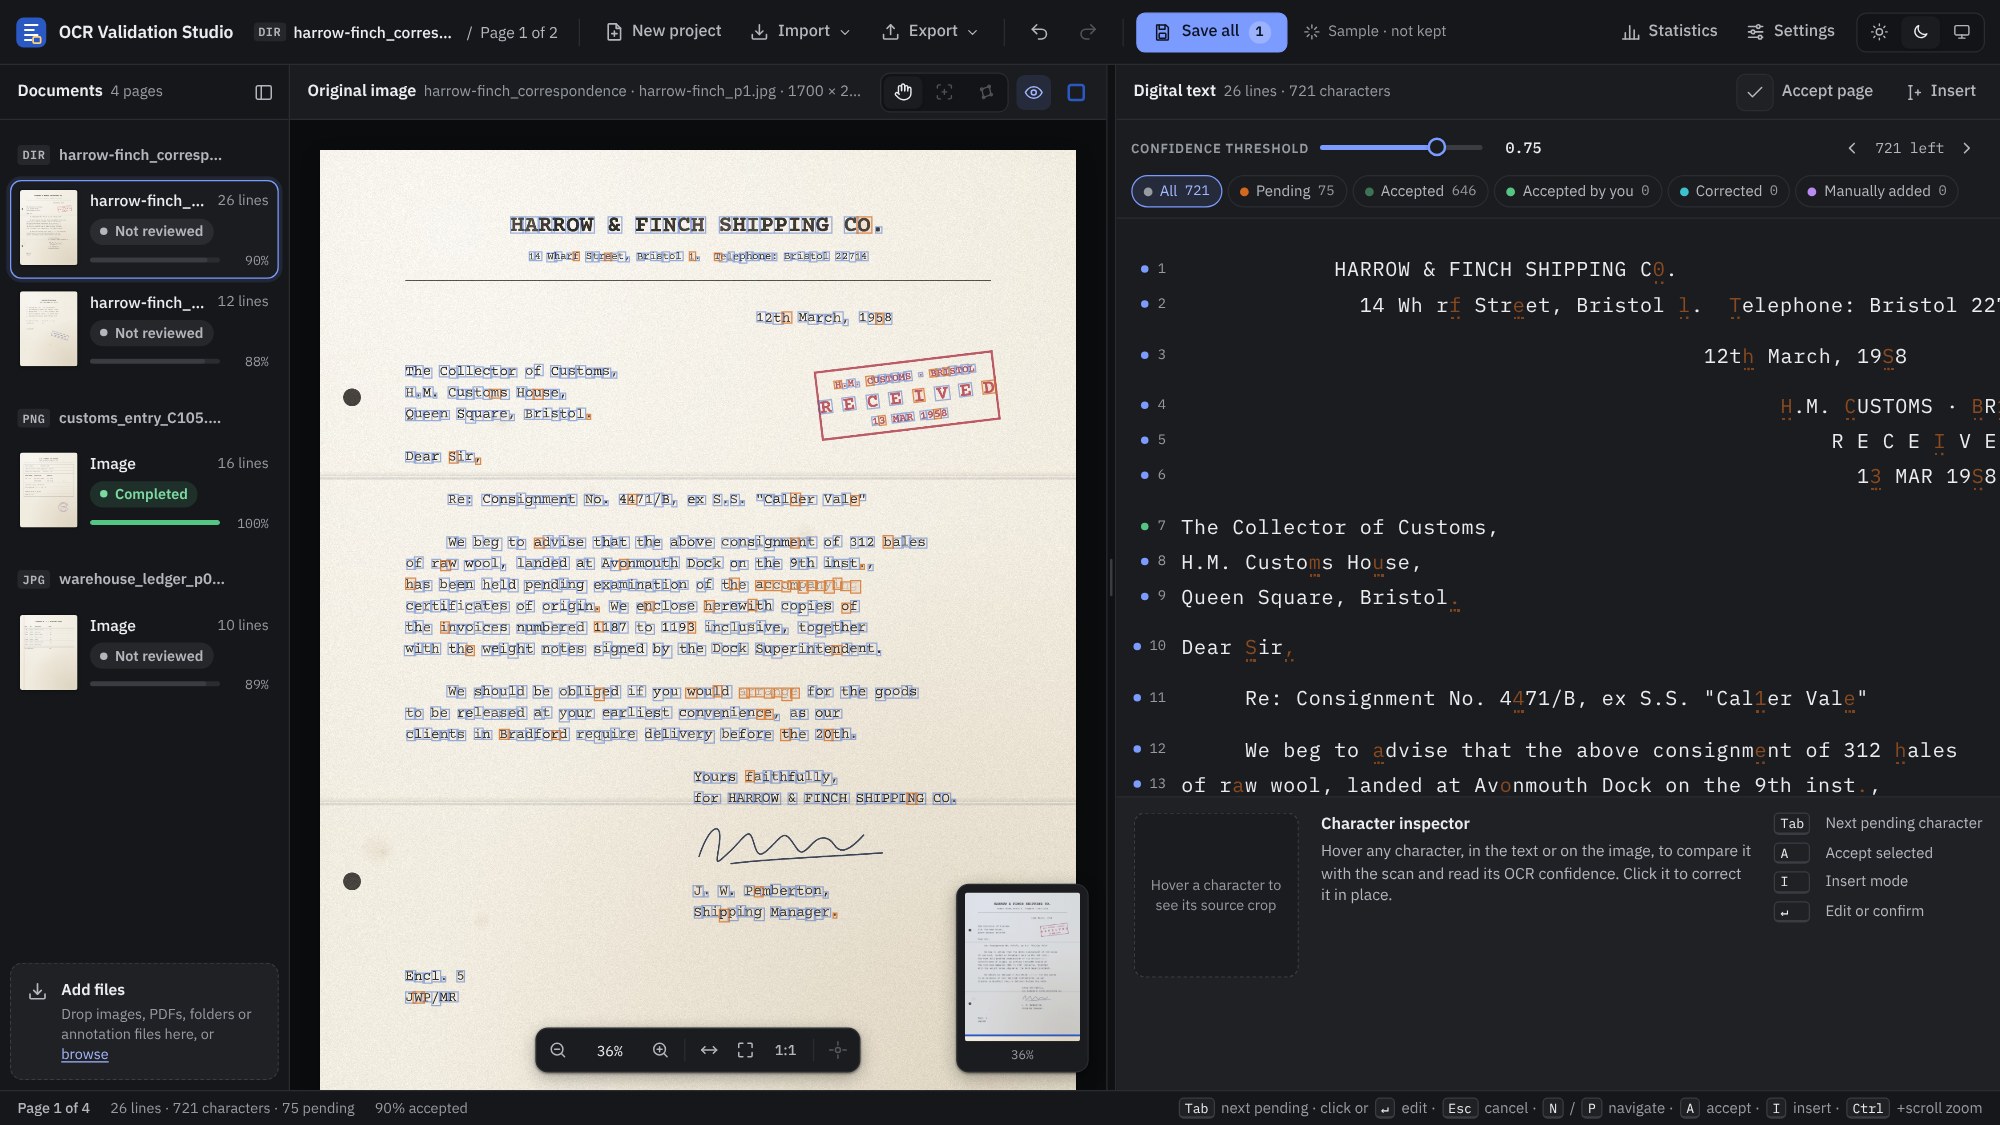 OCR Validation Studio
DIR harrow-finch_corres... / Page 1 of 2
New project
Import
Export
Save all 1
Sample · not kept
Statistics
Settings
Documents 4 pages
DIR harrow-finch_corresp...
harrow-finch_... 26 lines
Not reviewed
90%
harrow-finch_... 12 lines
Not reviewed
88%
PNG customs_entry_C105....
Image 16 lines
Completed
100%
JPG warehouse_ledger_p0...
Image 10 lines
Not reviewed
89%
Add files
Drop images, PDFs, folders or
annotation files here, or
browse
Original image harrow-finch_correspondence · harrow-finch_p1.jpg · 1700 × 2...
HARROW & FINCH SHIPPING CO.
14 Wharf Street, Bristol 1. Telephone: Bristol 22714
12th March, 1958
The Collector of Customs,
H.M. Customs House,
Queen Square, Bristol.
H.M. CUSTOMS · BRISTOL
RECEIVED
13 MAR 1958
Dear Sir,
Re: Consignment No. 4471/B, ex S.S. "Calder Vale"
We beg to advise that the above consignment of 312 bales
of raw wool, landed at Avonmouth Dock on the 9th inst.,
has been held pending examination of the accompanying
certificates of origin. We enclose herewith copies of
the invoices numbered 1187 to 1193 inclusive, together
with the weight notes signed by the Dock Superintendent.
We should be obliged if you would arrange for the goods
to be released at your earliest convenience, as our
clients in Bradford require delivery before the 20th.
Yours faithfully,
for HARROW & FINCH SHIPPING CO.
J. W. Pemberton,
Shipping Manager.
Encl. 5
JWP/MR
36%
1:1
36%
Digital text 26 lines · 721 characters
Accept page
Insert
CONFIDENCE THRESHOLD 0.75
721 left
All 721
Pending 75
Accepted 646
Accepted by you 0
Corrected 0
Manually added 0
1 HARROW & FINCH SHIPPING C0.
2 14 Wh rf Street, Bristol l. Telephone: Bristol 227
3 12th March, 19S8
4 H.M. CUSTOMS · BR
5 R E C E I V E
6 13 MAR 19S8
7 The Collector of Customs,
8 H.M. Customs House,
9 Queen Square, Bristol.
10 Dear Sir,
11 Re: Consignment No. 4471/B, ex S.S. "Cal1er Vale"
12 We beg to advise that the above consignment of 312 hales
13 of raw wool, landed at Avonmouth Dock on the 9th inst.,
Hover a character to
see its source crop
Character inspector
Hover any character, in the text or on the image, to compare it
with the scan and read its OCR confidence. Click it to correct
it in place.
Tab Next pending character
A Accept selected
I Insert mode
↵ Edit or confirm
Page 1 of 4 26 lines · 721 characters · 75 pending 90% accepted
Tab next pending · click or ↵ edit · Esc cancel · N / P navigate · A accept · I insert · Ctrl +scroll zoom